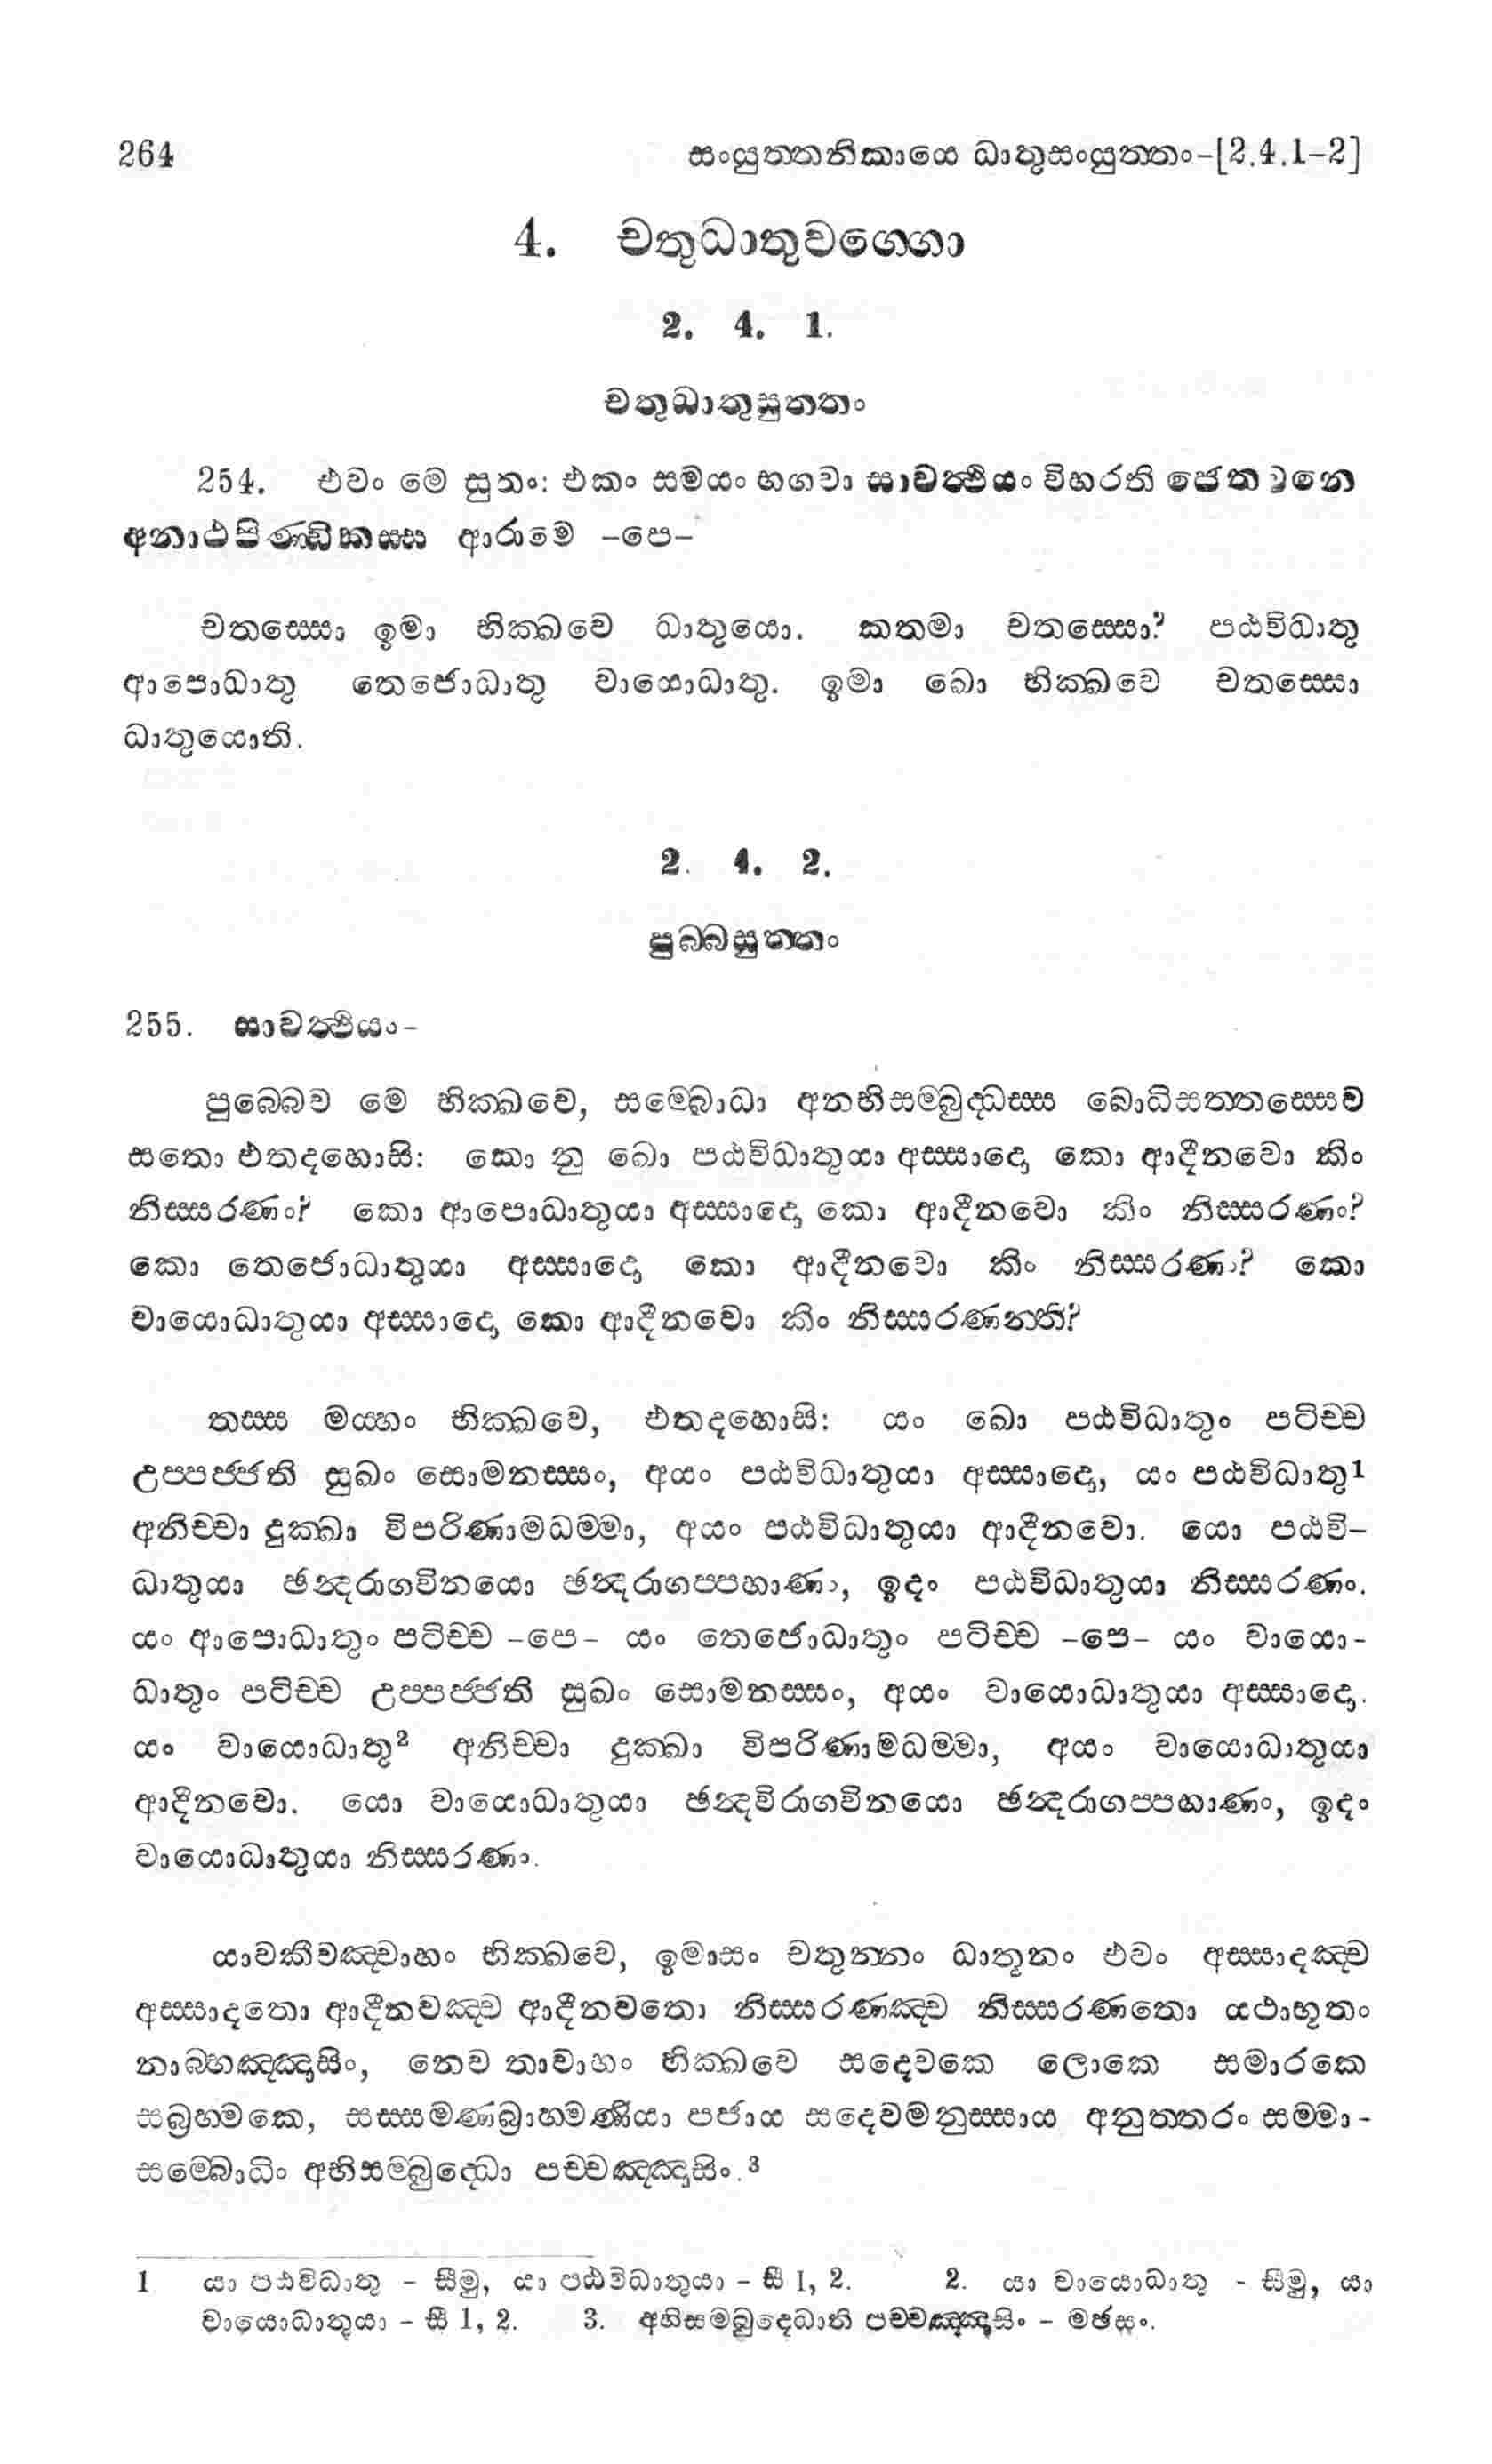 264 සංයුත්තනිකායෙ ධාතුසංයුත්තං-[2.4.1-2]
4. චතුධාතුවග්ගො
2. 4. 1.
චතුධාතුසුත්තං
254. එවං මෙ සුතං: එකං සමයං භගවා සාවත්ථියං විහරති ජෙතවනෙ
අනාථපිණ්ඩිකස්ස ආරාමෙ -පෙ-
චතස්සො ඉමා භික්ඛවෙ ධාතුයො. කතමා චතස්සො? පඨවිධාතු
ආපොධාතු තෙජොධාතු වායොධාතු. ඉමා ඛො භික්ඛවෙ චතස්සො
ධාතුයොති.
2. 4. 2.
පුබ්බසුත්තං
255. සාවත්ථියං-
පුබ්බෙව මෙ භික්ඛවෙ, සම්බොධා අනභිසම්බුද්ධස්ස බොධිසත්තස්සෙව
සතො එතදහොසි: කො නු ඛො පඨවිධාතුයා අස්සාදො, කො ආදීනවො කිං
නිස්සරණං? කො ආපොධාතුයා අස්සාදො, කො ආදීනවො කිං නිස්සරණං?
කො තෙජොධාතුයා අස්සාදො, කො ආදීනවො කිං නිස්සරණං? කො
වායොධාතුයා අස්සාදො, කො ආදීනවො කිං නිස්සරණන්ති?
තස්ස මය්හං භික්ඛවෙ, එතදහොසි: යං ඛො පඨවිධාතුං පටිච්ච
උප්පජ්ජති සුඛං සොමනස්සං, අයං පඨවිධාතුයා අස්සාදො, යං පඨවිධාතු1
අනිච්චා දුක්ඛා විපරිණාමධම්මා, අයං පඨවිධාතුයා ආදීනවො. යො පඨවි-
ධාතුයා ඡන්දරාගවිනයො ඡන්දරාගප්පහාණං, ඉදං පඨවිධාතුයා නිස්සරණං.
යං ආපොධාතුං පටිච්ච -පෙ- යං තෙජොධාතුං පටිච්ච -පෙ- යං වායො-
ධාතුං පටිච්ච උප්පජ්ජති සුඛං සොමනස්සං, අයං වායොධාතුයා අස්සාදො.
යං වායොධාතු2 අනිච්චා දුක්ඛා විපරිණාමධම්මා, අයං වායොධාතුයා
ආදීනවො. යො වායොධාතුයා ඡන්දවිරාගවිනයො ඡන්දරාගප්පහාණං, ඉදං
වායොධාතුයා නිස්සරණං.
යාවකීවඤ්චාහං භික්ඛවෙ, ඉමාසං චතුන්නං ධාතූනං එවං අස්සාදඤ්ච
අස්සාදතො ආදීනවඤ්ච ආදීනවතො නිස්සරණඤ්ච නිස්සරණතො යථාභූතං
නාබ්භඤ්ඤාසිං, නෙව තාවාහං භික්ඛවෙ සදෙවකෙ ලොකෙ සමාරකෙ
සබ්‍රහ්මකෙ, සස්සමණබ්‍රාහ්මණියා පජාය සදෙවමනුස්සාය අනුත්තරං සම්මා-
සම්බොධිං අභිසම්බුද්ධො පච්චඤ්ඤාසිං.3
1 යා පඨවිධාතු - සීමු, යා පඨවිධාතුයා - සී 1, 2. 2. යා වායොධාතු - සීමු, යා
වායොධාතුයා - සී 1, 2. 3. අභිසම්බුද්ධොති පච්චඤ්ඤාසිං - මඡසං.